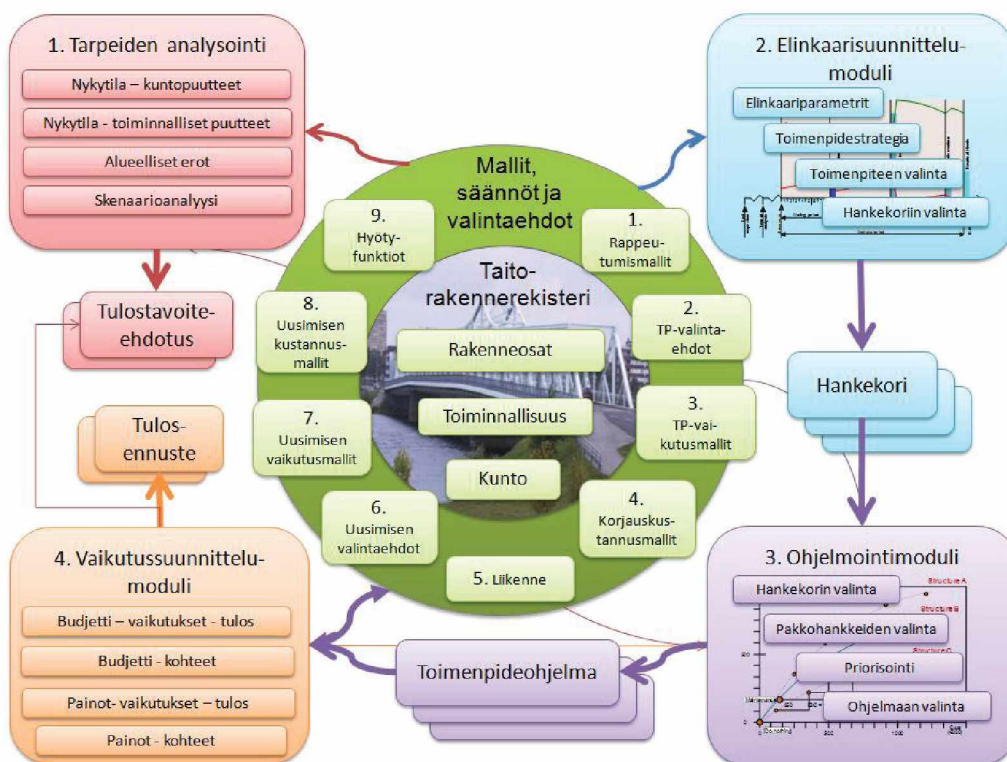 1. Tarpeiden analysointi
Nykytila – kuntopuutteet
Nykytila - toiminnalliset puutteet
Alueelliset erot
Skenaarioanalyysi
Tulostavoite-
ehdotus
Tulos-
ennuste
4. Vaikutussuunnittelu-
moduli
Budjetti – vaikutukset - tulos
Budjetti - kohteet
Painot- vaikutukset – tulos
Painot - kohteet
Mallit,
säännöt ja
valintaehdot
1.
Rappeu-
tumismallit
2.
TP-valinta-
ehdot
3.
TP-vai-
kutusmallit
4.
Korjauskus-
tannusmallit
5. Liikenne
6.
Uusimisen
valintaehdot
7.
Uusimisen
vaikutusmallit
8.
Uusimisen
kustannus-
mallit
9.
Hyöty-
funktiot
Taito-
rakennerekisteri
Rakenneosat
Toiminnallisuus
Kunto
Toimenpideohjelma
2. Elinkaarisuunnittelu-
moduli
Elinkaariparametrit
Toimenpidestrategia
Toimenpiteen valinta
Hankekoriin valinta
Hankekori
3. Ohjelmointimoduli
Structure A
Hankekorin valinta
Pakkohankkeiden valinta
Priorisointi
Ohjelmaan valinta